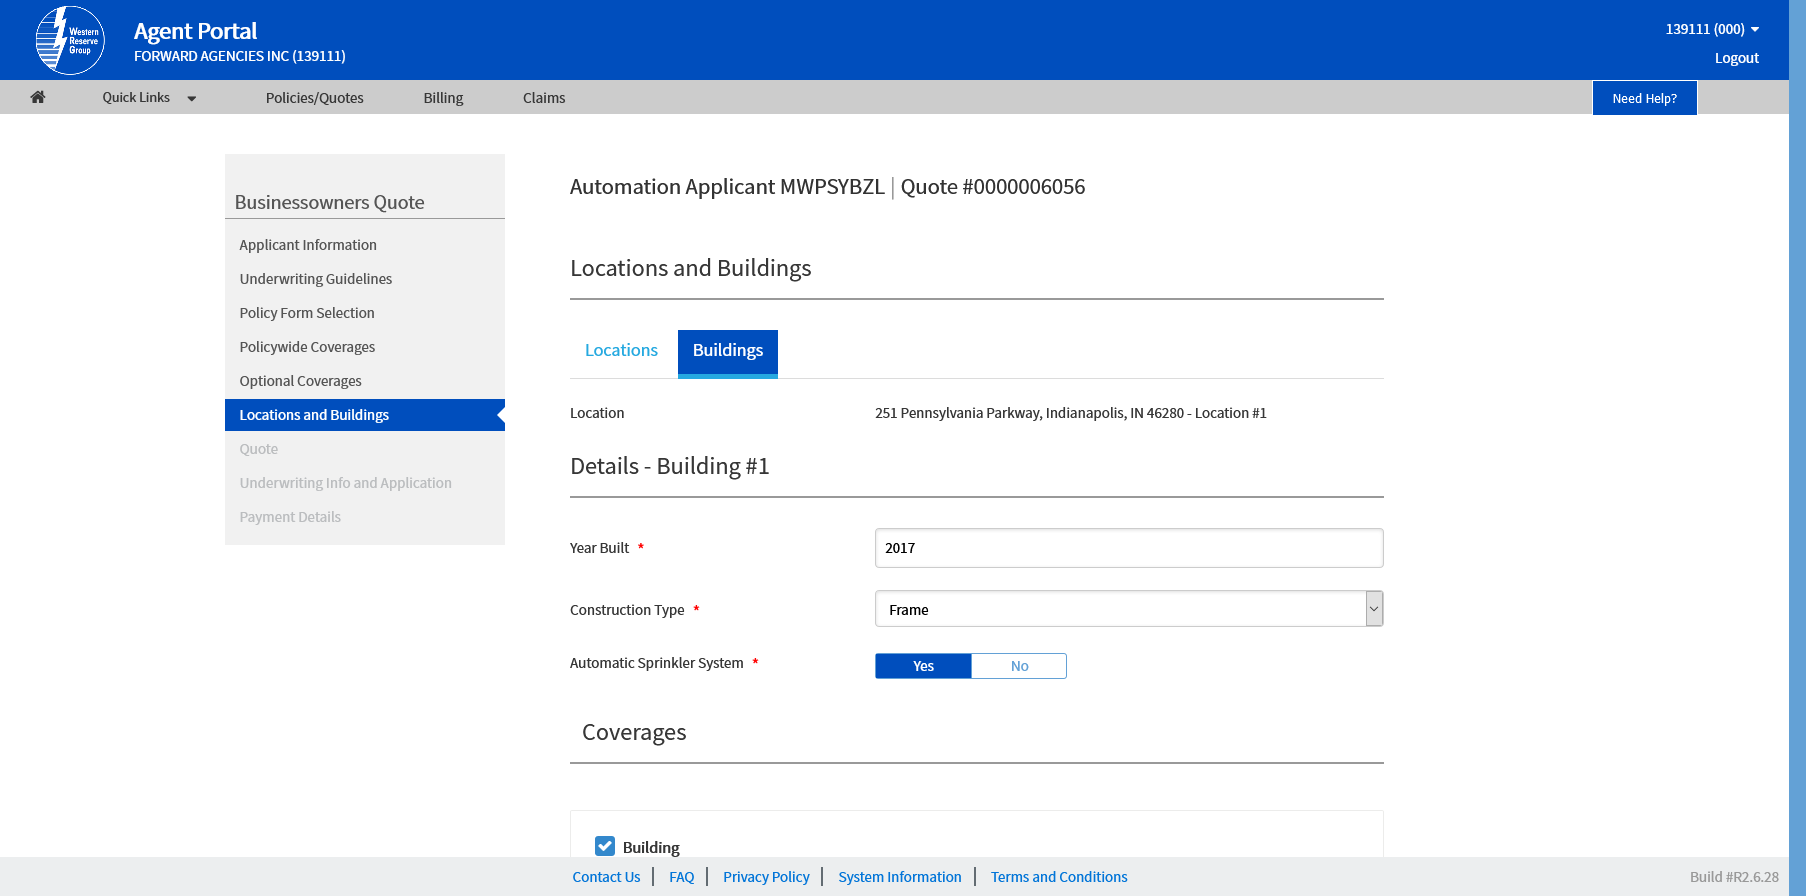 Western
Reserve
Group
Agent Portal
FORWARD AGENCIES INC (139111)
139111 (000)
Logout
Quick Links
Policies/Quotes
Billing
Claims
Need Help?
Businessowners Quote
Applicant Information
Underwriting Guidelines
Policy Form Selection
Policywide Coverages
Optional Coverages
Locations and Buildings
Quote
Underwriting Info and Application
Payment Details
Automation Applicant MWPSYBZL | Quote #0000006056
Locations and Buildings
Locations
Buildings
Location 251 Pennsylvania Parkway, Indianapolis, IN 46280 - Location #1
Details - Building #1
Year Built * 2017
Construction Type * Frame
Automatic Sprinkler System * Yes No
Coverages
Building
Contact Us | FAQ | Privacy Policy | System Information | Terms and Conditions
Build #R2.6.28